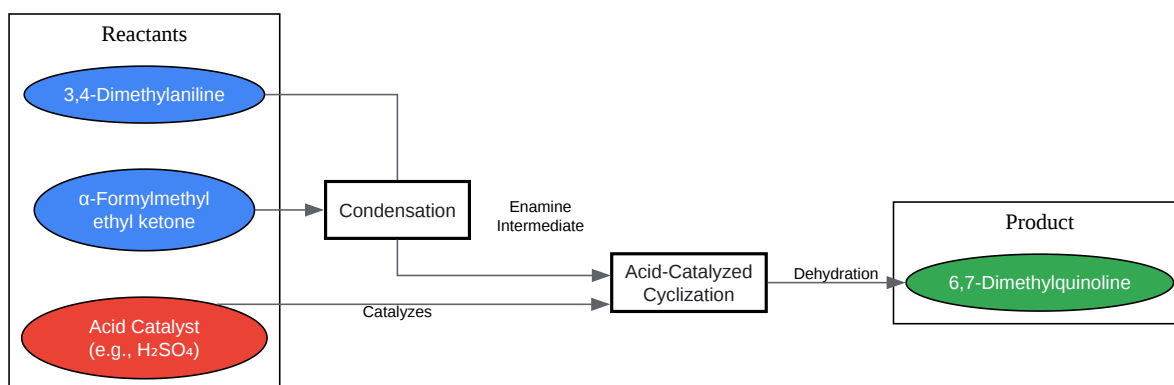 Reactants
3,4-Dimethylaniline
α-Formylmethyl
ethyl ketone
Condensation
Enamine
Intermediate
Acid Catalyst
(e.g., H₂SO₄)
Catalyzes
Acid-Catalyzed
Cyclization
Dehydration
Product
6,7-Dimethylquinoline